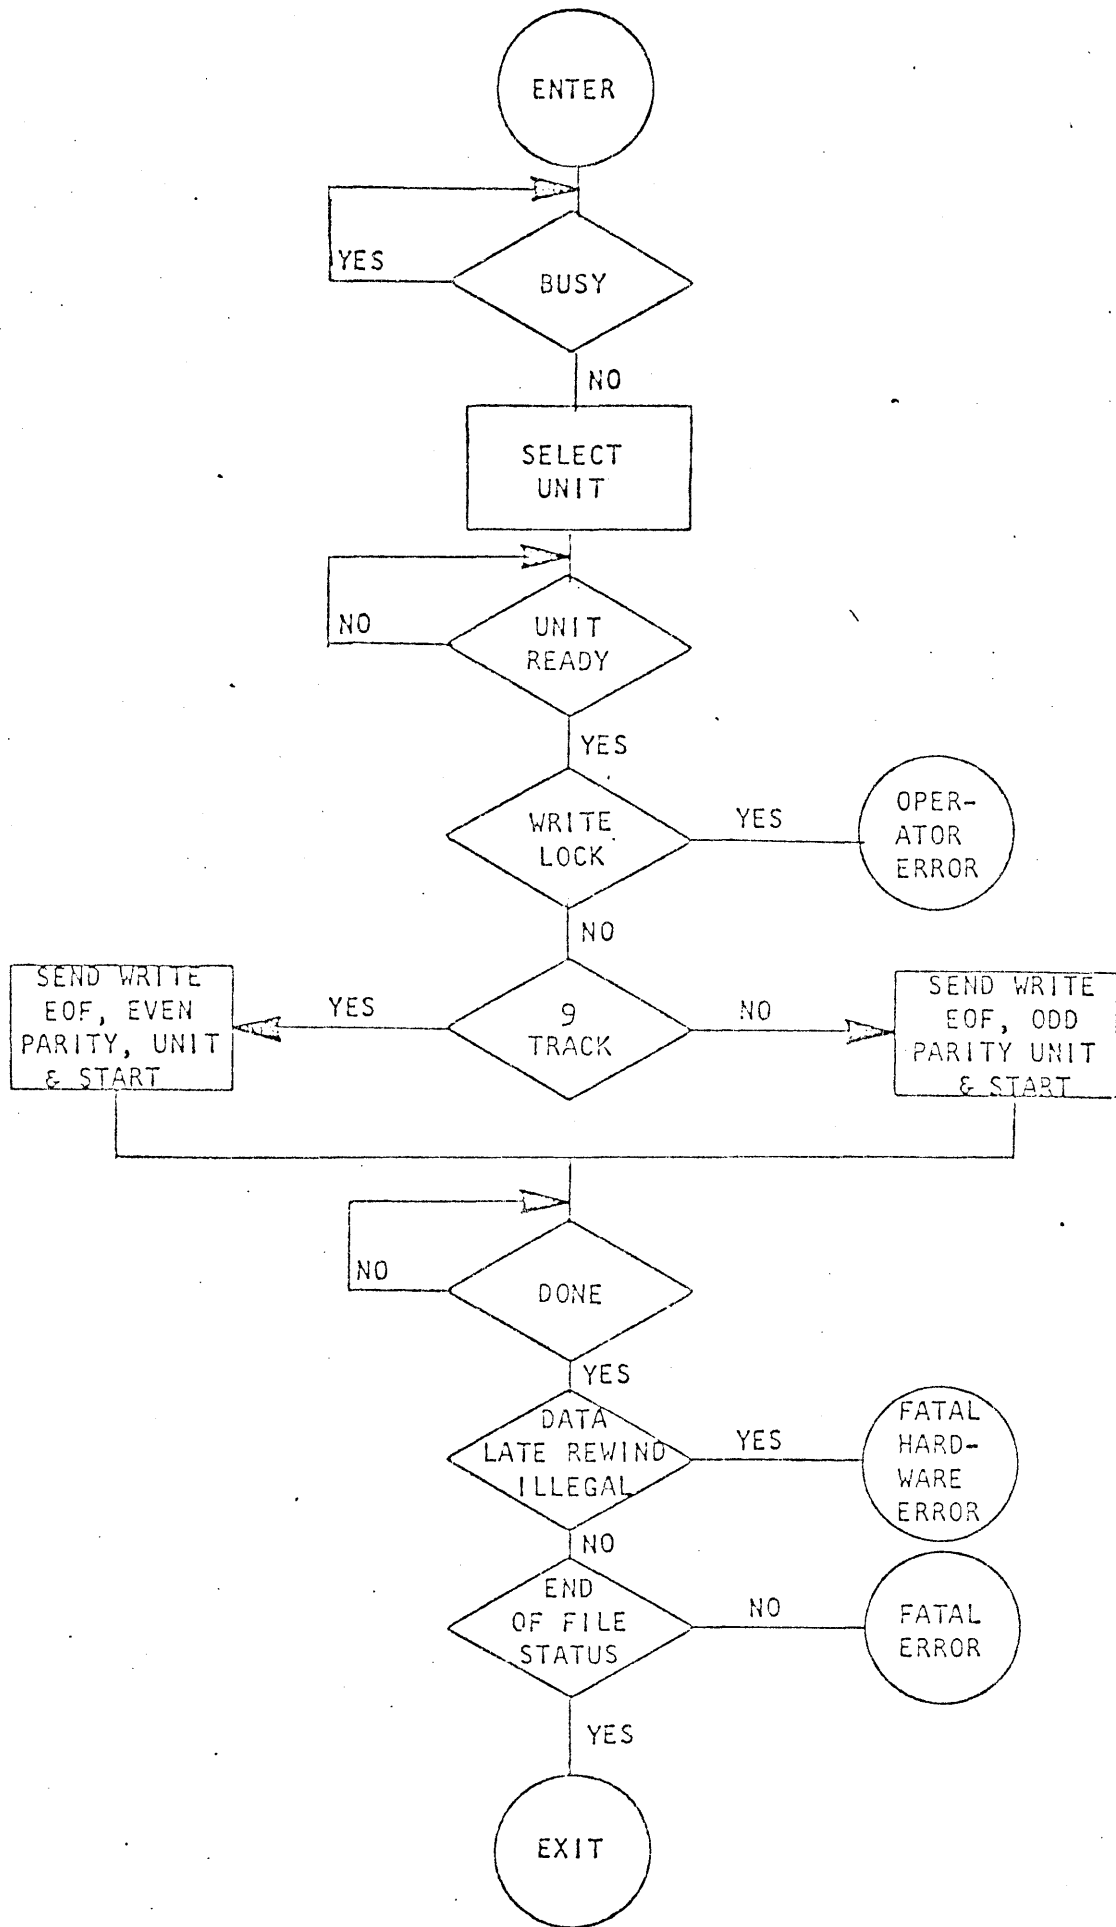 ENTER
YES
BUSY
NO
SELECT
UNIT
NO
UNIT
READY
YES
WRITE
LOCK
YES
OPER-
ATOR
ERROR
NO
SEND WRITE
EOF, EVEN
PARITY, UNIT
& START
YES
9
TRACK
NO
SEND WRITE
EOF, ODD
PARITY UNIT
& START
NO
DONE
YES
DATA
LATE REWIND
ILLEGAL
YES
FATAL
HARD-
WARE
ERROR
NO
END
OF FILE
STATUS
NO
FATAL
ERROR
YES
EXIT